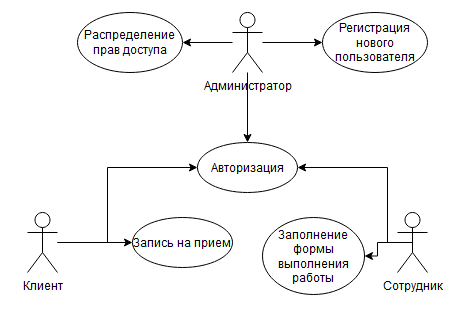 Распределение
прав доступа
Регистрация
нового
пользователя
Администратор
Авторизация
Запись на прием
Заполнение
формы
выполнения
работы
Клиент
Сотрудник